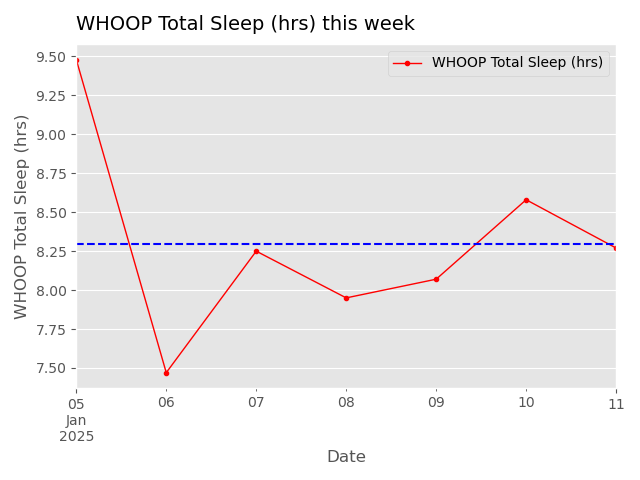 WHOOP Total Sleep (hrs) this week
WHOOP Total Sleep (hrs)
WHOOP Total Sleep (hrs)
9.50
9.25
9.00
8.75
8.50
8.25
8.00
7.75
7.50
05 06 07 08 09 10 11
Jan
2025
Date